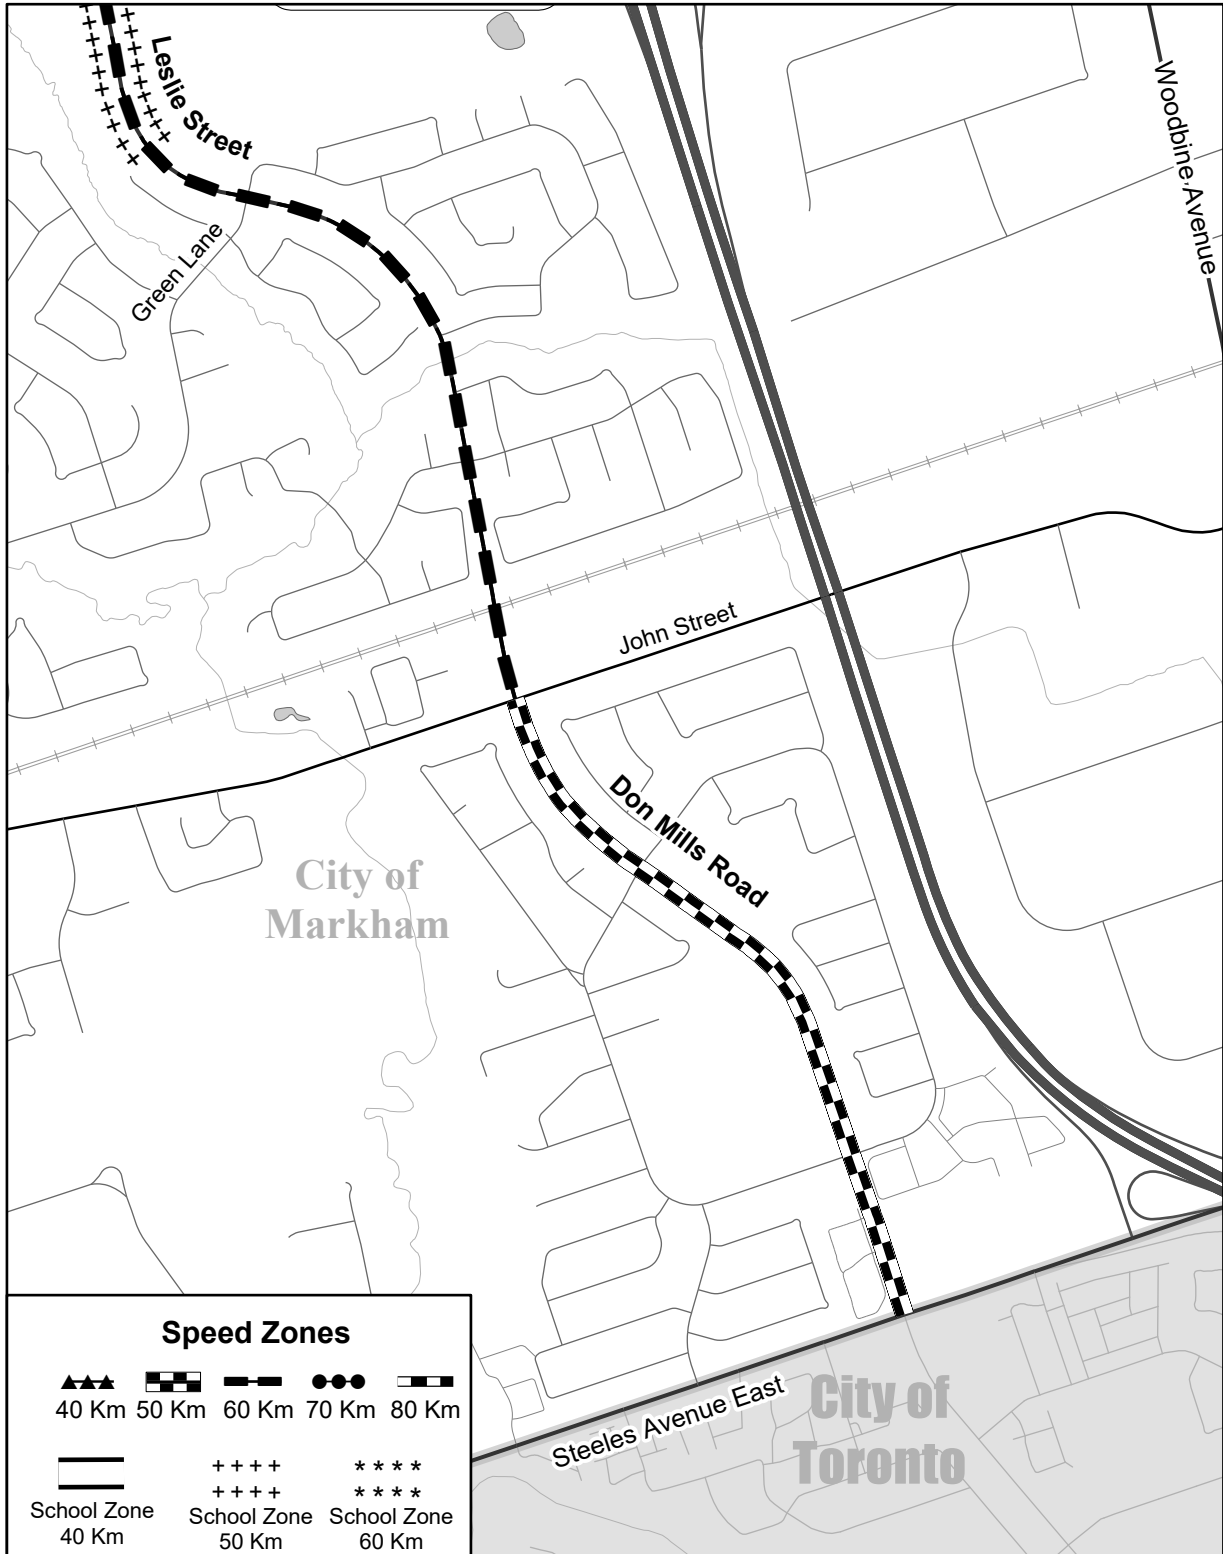 Leslie Street
Woodbine Avenue
Green Lane
John Street
Don Mills Road
City of
Markham
Steeles Avenue East
City of
Toronto
Speed Zones
40 Km 50 Km 60 Km 70 Km 80 Km
School Zone
40 Km
School Zone
50 Km
School Zone
60 Km